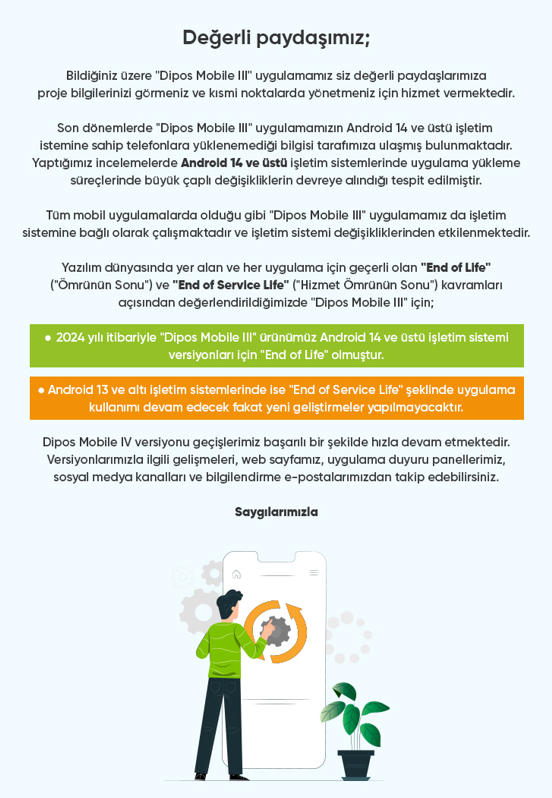 Değerli paydaşımız;
Bildiğiniz üzere "Dipos Mobile III" uygulamamız siz değerli paydaşlarımıza
proje bilgilerinizi görmeniz ve kısmi noktalarda yönetmeniz için hizmet vermektedir.
Son dönemlerde "Dipos Mobile III" uygulamamızın Android 14 ve üstü işletim
istemine sahip telefonlara yüklenemediği bilgisi tarafımıza ulaşmış bulunmaktadır.
Yaptığımız incelemelerde Android 14 ve üstü işletim sistemlerinde uygulama yükleme
süreçlerinde büyük çaplı değişikliklerin devreye alındığı tespit edilmiştir.
Tüm mobil uygulamalarda olduğu gibi "Dipos Mobile III" uygulamamız da işletim
sistemine bağlı olarak çalışmaktadır ve işletim sistemi değişikliklerinden etkilenmektedir.
Yazılım dünyasında yer alan ve her uygulama için geçerli olan "End of Life"
("Ömrünün Sonu") ve "End of Service Life" ("Hizmet Ömrünün Sonu") kavramları
açısından değerlendirildiğimizde "Dipos Mobile III" için;
● 2024 yılı itibariyle "Dipos Mobile III" ürünümüz Android 14 ve üstü işletim sistemi
versiyonları için "End of Life" olmuştur.
● Android 13 ve altı işletim sistemlerinde ise "End of Service Life" şeklinde uygulama
kullanımı devam edecek fakat yeni geliştirmeler yapılmayacaktır.
Dipos Mobile IV versiyonu geçişlerimiz başarılı bir şekilde hızla devam etmektedir.
Versiyonlarımızla ilgili gelişmeleri, web sayfamız, uygulama duyuru panellerimiz,
sosyal medya kanalları ve bilgilendirme e-postalarımızdan takip edebilirsiniz.
Saygılarımızla